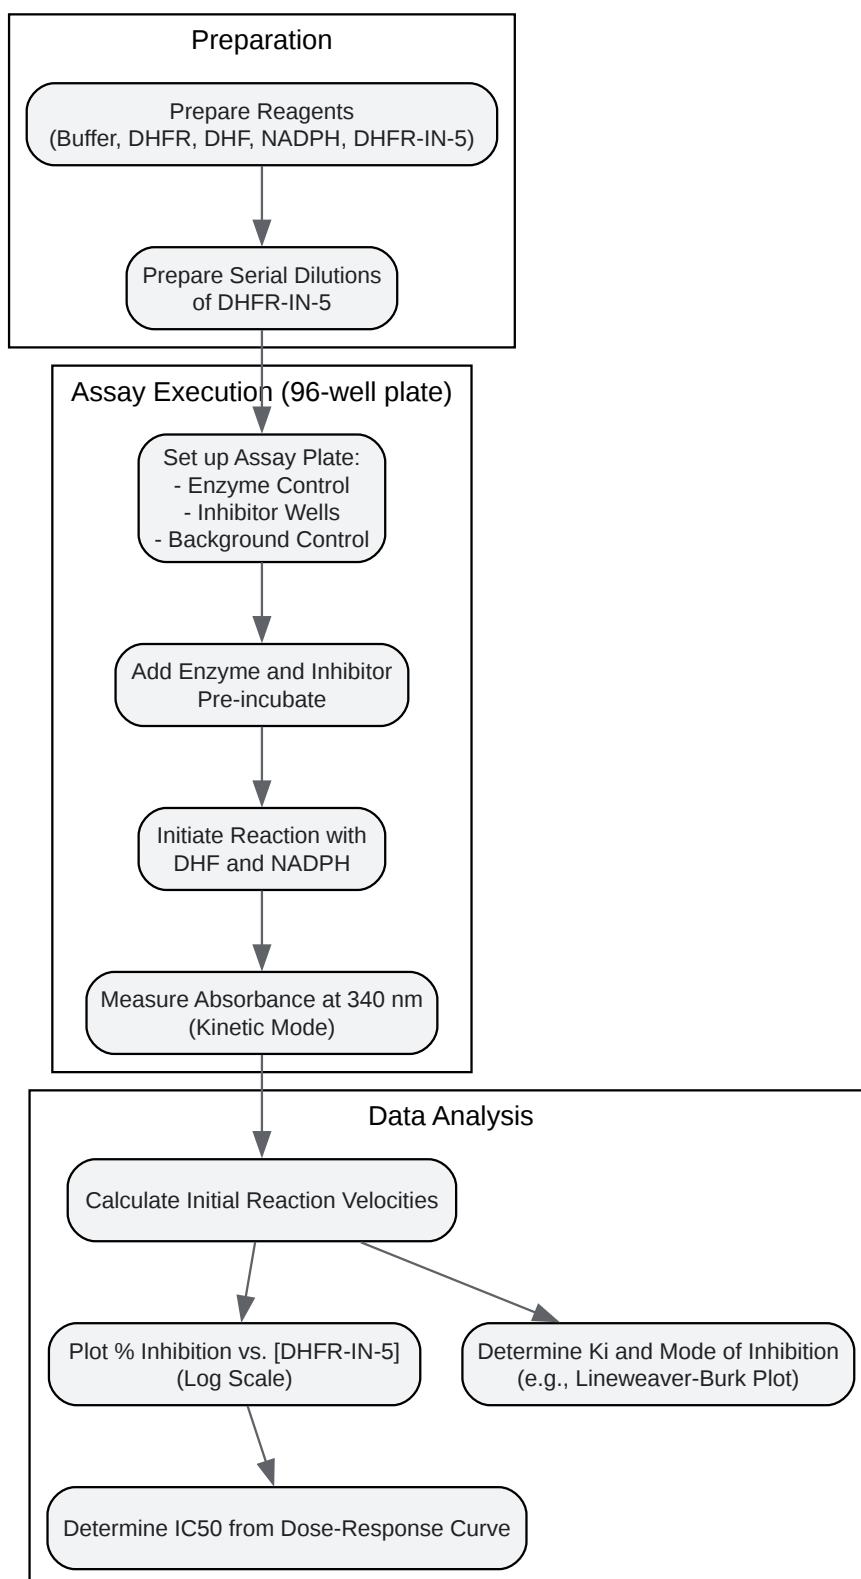 Preparation
Prepare Reagents
(Buffer, DHFR, DHF, NADPH, DHFR-IN-5)
Prepare Serial Dilutions
of DHFR-IN-5
Assay Execution (96-well plate)
Set up Assay Plate:
- Enzyme Control
- Inhibitor Wells
- Background Control
Add Enzyme and Inhibitor
Pre-incubate
Initiate Reaction with
DHF and NADPH
Measure Absorbance at 340 nm
(Kinetic Mode)
Data Analysis
Calculate Initial Reaction Velocities
Plot % Inhibition vs. [DHFR-IN-5]
(Log Scale)
Determine Ki and Mode of Inhibition
(e.g., Lineweaver-Burk Plot)
Determine IC50 from Dose-Response Curve